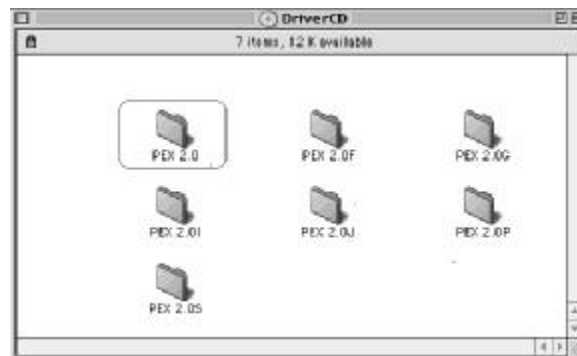 DriverCD
7 items, 12 K available
PEX 2.0
PEX 2.0F
PEX 2.0G
PEX 2.0I
PEX 2.0J
PEX 2.0P
PEX 2.0S